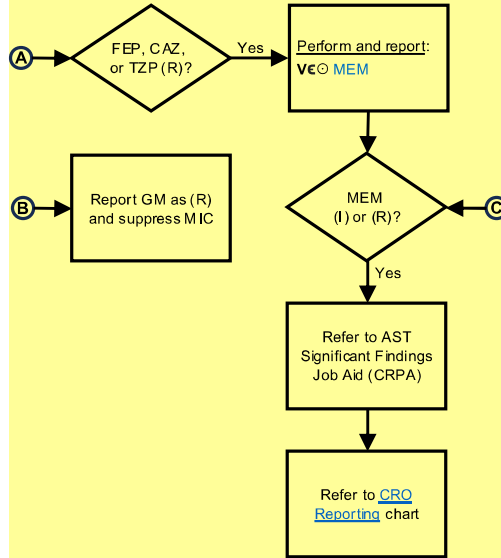 A
FEP, CAZ,
or TZP (R)?
Yes
Perform and report:
V€⊙ MEM
B
Report GM as (R)
and suppress MIC
MEM
(I) or (R)?
C
Yes
Refer to AST
Significant Findings
Job Aid (CRPA)
Refer to CRO
Reporting chart